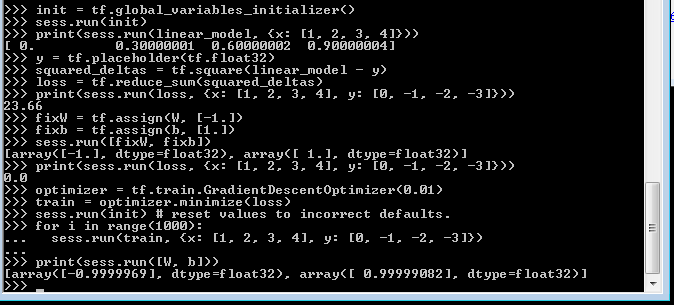 >>> init = tf.global_variables_initializer()
>>> sess.run(init)
>>> print(sess.run(linear_model, {x: [1, 2, 3, 4]}))
[ 0.          0.30000001  0.60000002  0.90000004]
>>> y = tf.placeholder(tf.float32)
>>> squared_deltas = tf.square(linear_model - y)
>>> loss = tf.reduce_sum(squared_deltas)
>>> print(sess.run(loss, {x: [1, 2, 3, 4], y: [0, -1, -2, -3]}))
23.66
>>> fixW = tf.assign(W, [-1.])
>>> fixb = tf.assign(b, [1.])
>>> sess.run([fixW, fixb])
[array([-1.], dtype=float32), array([ 1.], dtype=float32)]
>>> print(sess.run(loss, {x: [1, 2, 3, 4], y: [0, -1, -2, -3]}))
0.0
>>> optimizer = tf.train.GradientDescentOptimizer(0.01)
>>> train = optimizer.minimize(loss)
>>> sess.run(init) # reset values to incorrect defaults.
>>> for i in range(1000):
...   sess.run(train, {x: [1, 2, 3, 4], y: [0, -1, -2, -3]})
...
>>> print(sess.run([W, b]))
[array([-0.9999969], dtype=float32), array([ 0.99999082], dtype=float32)]
>>>